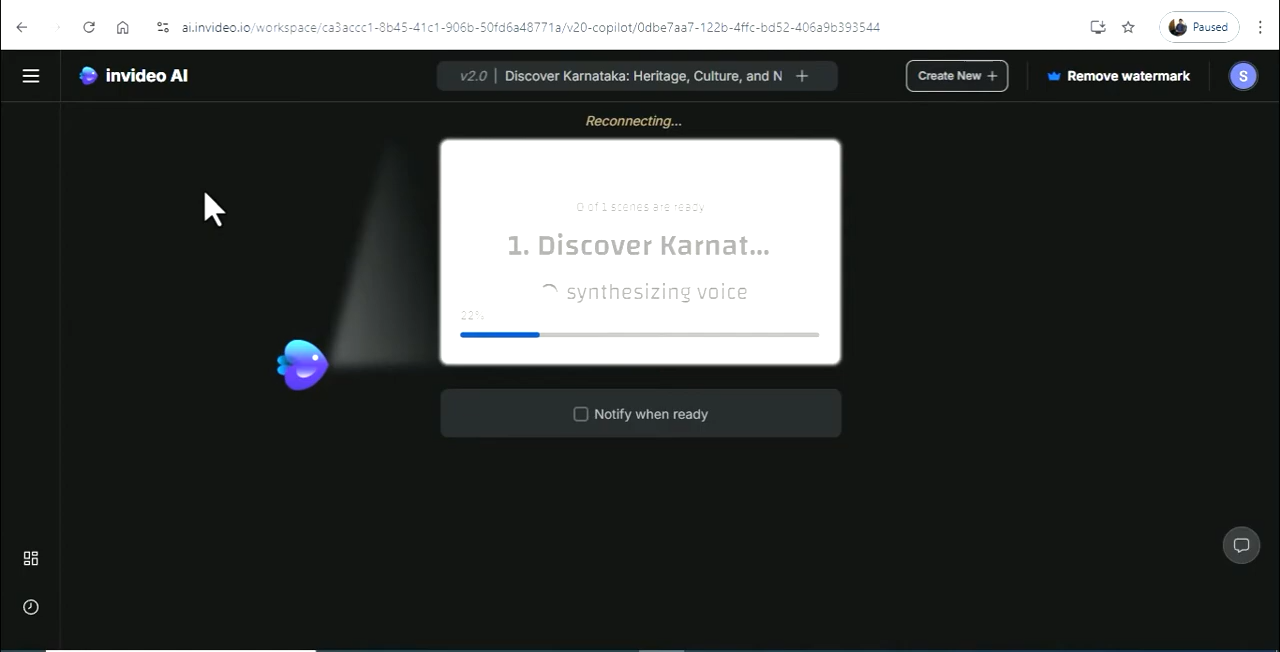 ai.invideo.io/workspace/ca3accc1-8b45-41c1-906b-50fd6a48771a/v20-copilot/0dbe7aa7-122b-4ffc-bd52-406a9b393544
Paused
invideo AI
v2.0 | Discover Karnataka: Heritage, Culture, and N
Create New +
Remove watermark
S
Reconnecting...
0 of 1 scenes are ready
1. Discover Karnat...
synthesizing voice
22%
Notify when ready